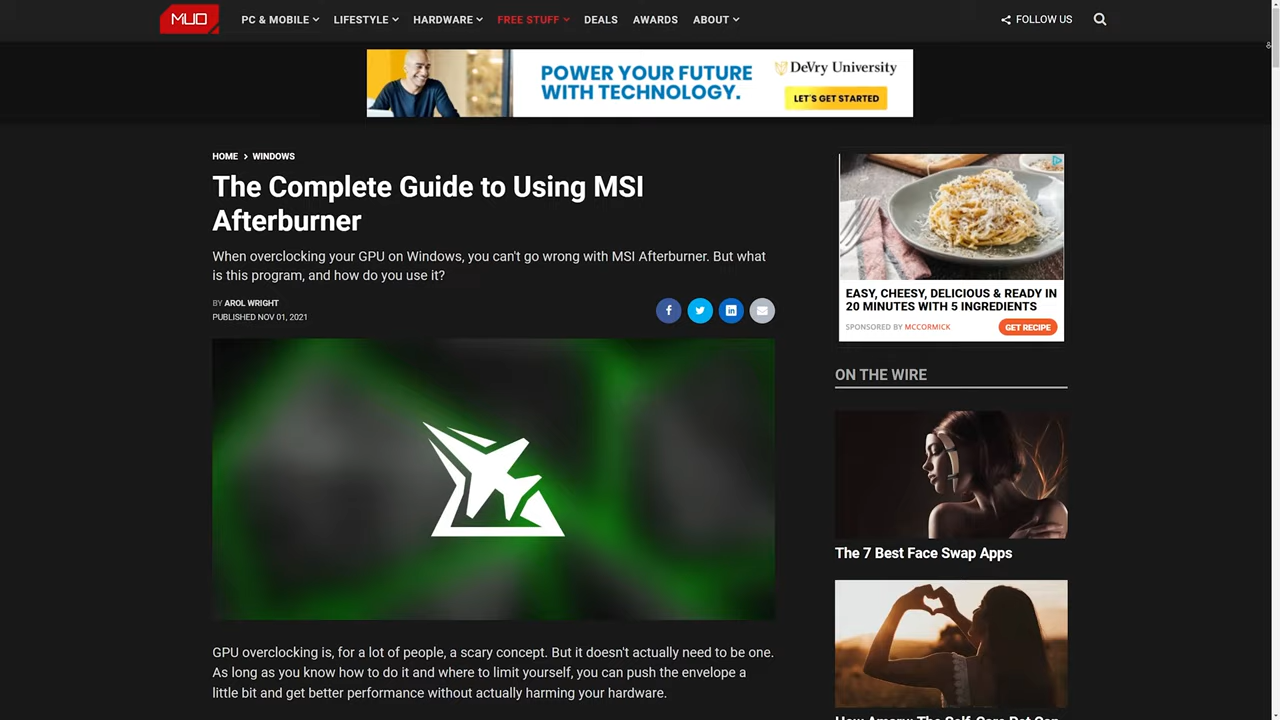 MUO
PC & MOBILE
LIFESTYLE
HARDWARE
FREE STUFF
DEALS
AWARDS
ABOUT
FOLLOW US
POWER YOUR FUTURE
WITH TECHNOLOGY.
DeVry University
LET'S GET STARTED
HOME > WINDOWS
The Complete Guide to Using MSI
Afterburner
When overclocking your GPU on Windows, you can't go wrong with MSI Afterburner. But what
is this program, and how do you use it?
BY AROL WRIGHT
PUBLISHED NOV 01, 2021
GPU overclocking is, for a lot of people, a scary concept. But it doesn't actually need to be one.
As long as you know how to do it and where to limit yourself, you can push the envelope a
little bit and get better performance without actually harming your hardware.
EASY, CHEESY, DELICIOUS & READY IN
20 MINUTES WITH 5 INGREDIENTS
SPONSORED BY MCCORMICK
GET RECIPE
ON THE WIRE
The 7 Best Face Swap Apps